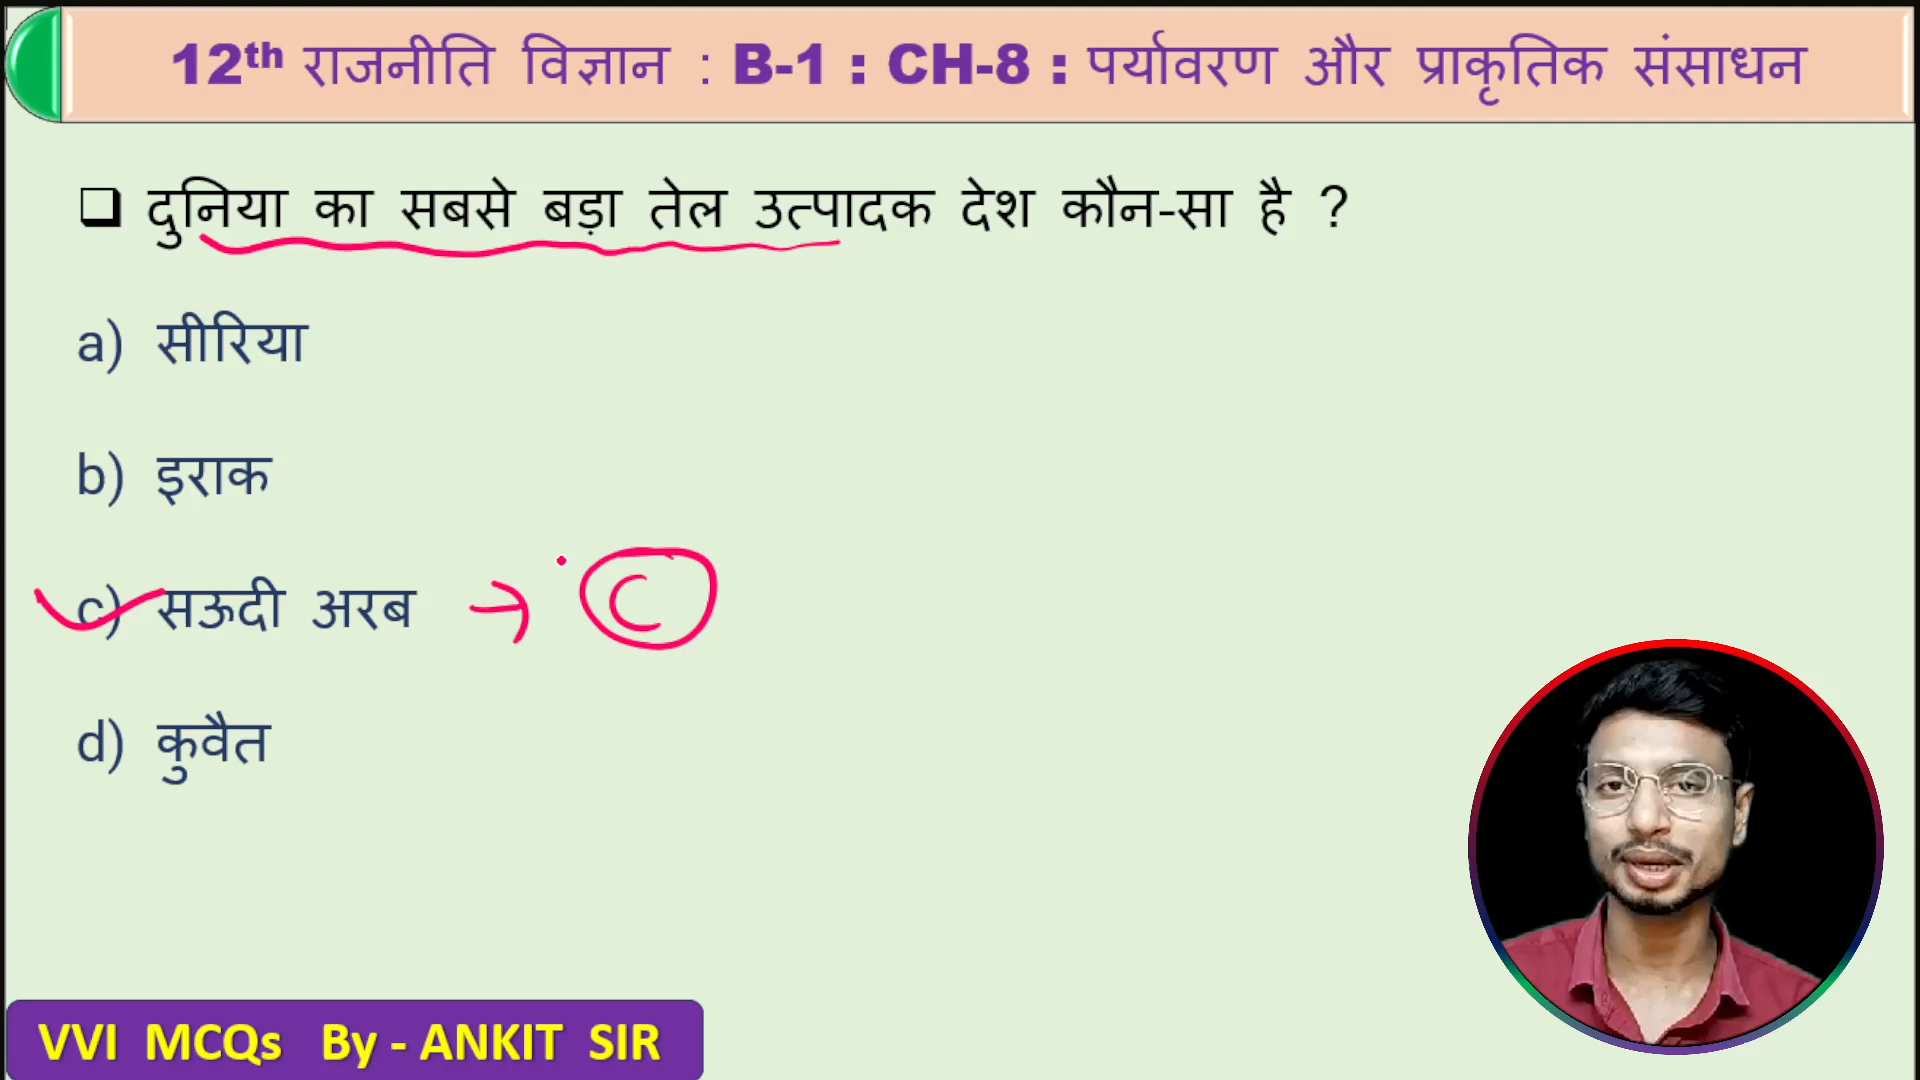 12th राजनीति विज्ञान : B-1 : CH-8 : पर्यावरण और प्राकृतिक संसाधन
दुनिया का सबसे बड़ा तेल उत्पादक देश कौन-सा है ?
a) सीरिया
b) इराक
c) सऊदी अरब → C
d) कुवैत
VVI MCQs By - ANKIT SIR